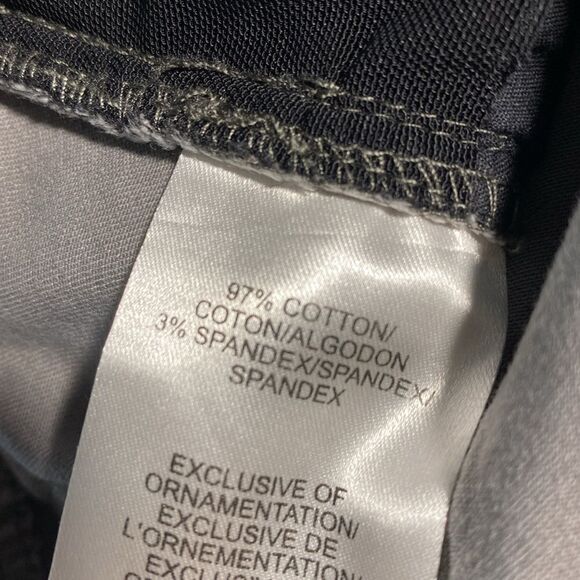 97% COTTON/
COTON/ALGODON
3% SPANDEX/SPANDEX/
SPANDEX
EXCLUSIVE OF
ORNAMENTATION/
EXCLUSIVE DE
L'ORNEMENTATION/